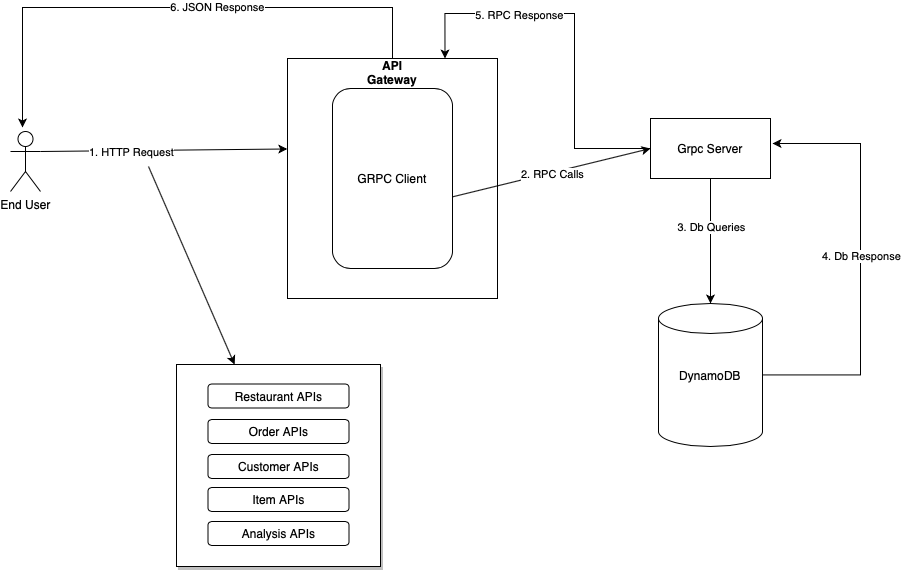 6. JSON Response
5. RPC Response
API
Gateway
GRPC Client
Grpc Server
1. HTTP Request
2. RPC Calls
End User
3. Db Queries
4. Db Response
DynamoDB
Restaurant APIs
Order APIs
Customer APIs
Item APIs
Analysis APIs